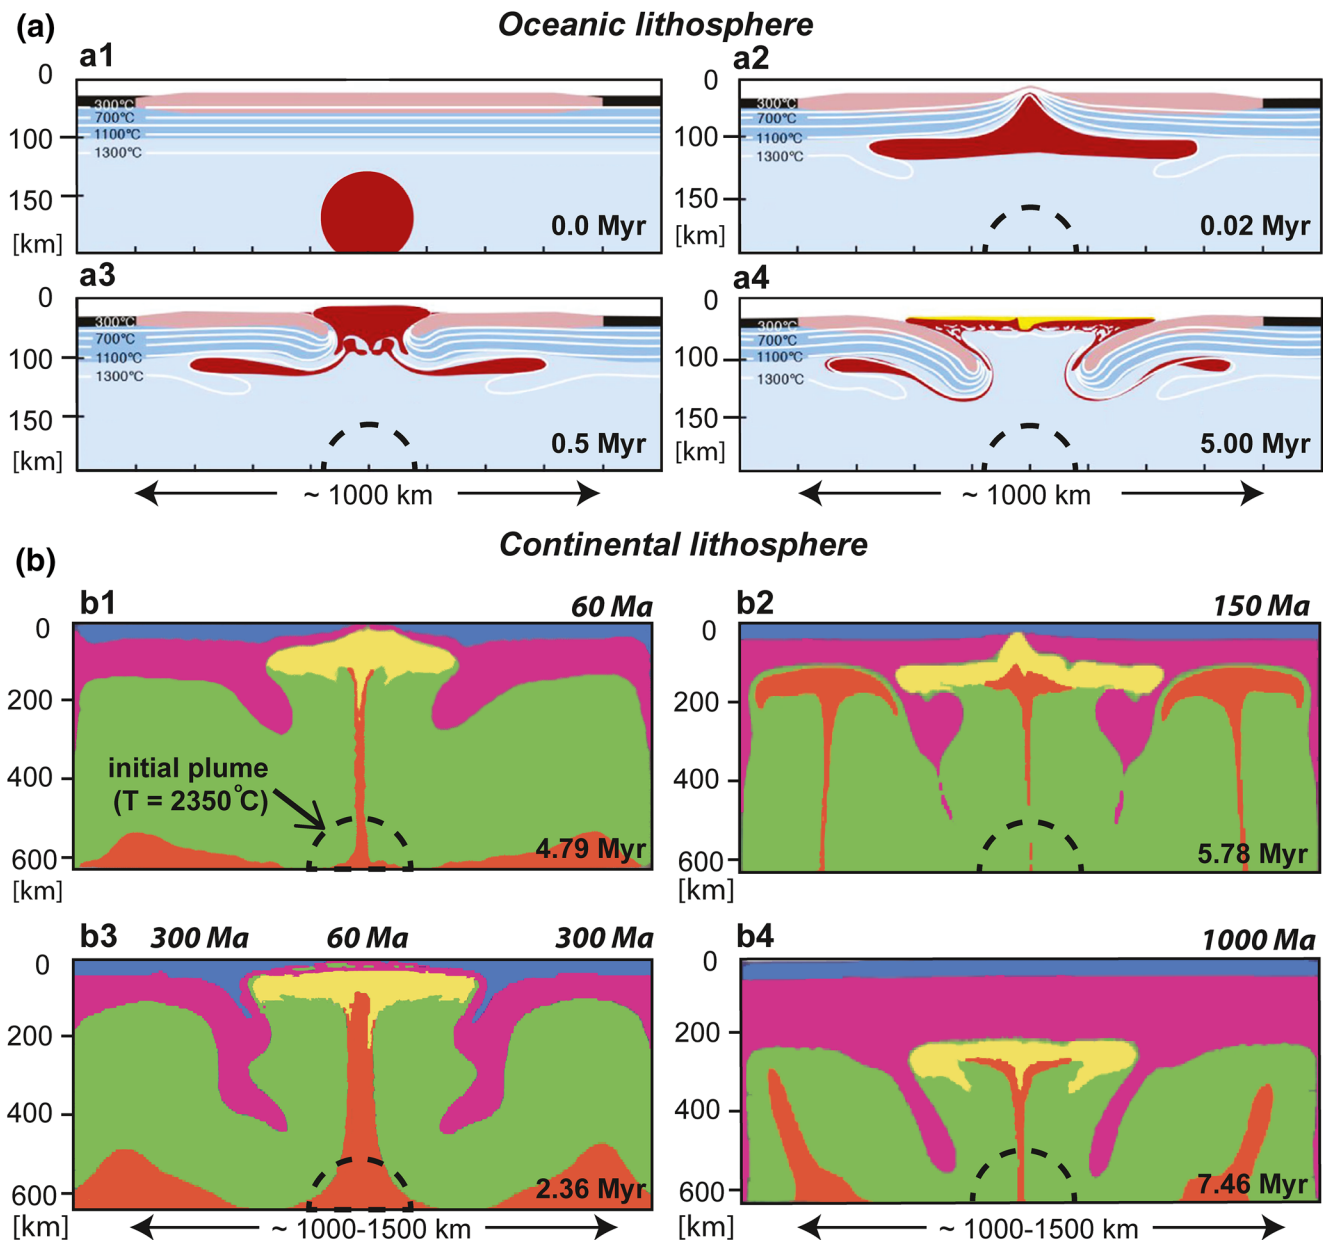 (a)
Oceanic lithosphere
a1
0
300°C
700°C
1100°C
100
1300°C
150
[km]
0.0 Myr
a2
0
300°C
700°C
100
1100°C
1300°C
150
[km]
0.02 Myr
a3
0
300°C
700°C
100
1100°C
1300°C
150
[km]
0.5 Myr
~ 1000 km
a4
0
300°C
700°C
100
1100°C
1300°C
150
[km]
5.00 Myr
~ 1000 km
(b)
Continental lithosphere
b1
60 Ma
0
200
400
initial plume
(T = 2350°C)
600
4.79 Myr
[km]
b2
150 Ma
0
200
400
600
5.78 Myr
[km]
b3
300 Ma
60 Ma
300 Ma
0
200
400
600
2.36 Myr
[km]
~ 1000-1500 km
b4
1000 Ma
0
200
400
600
7.46 Myr
[km]
~ 1000-1500 km